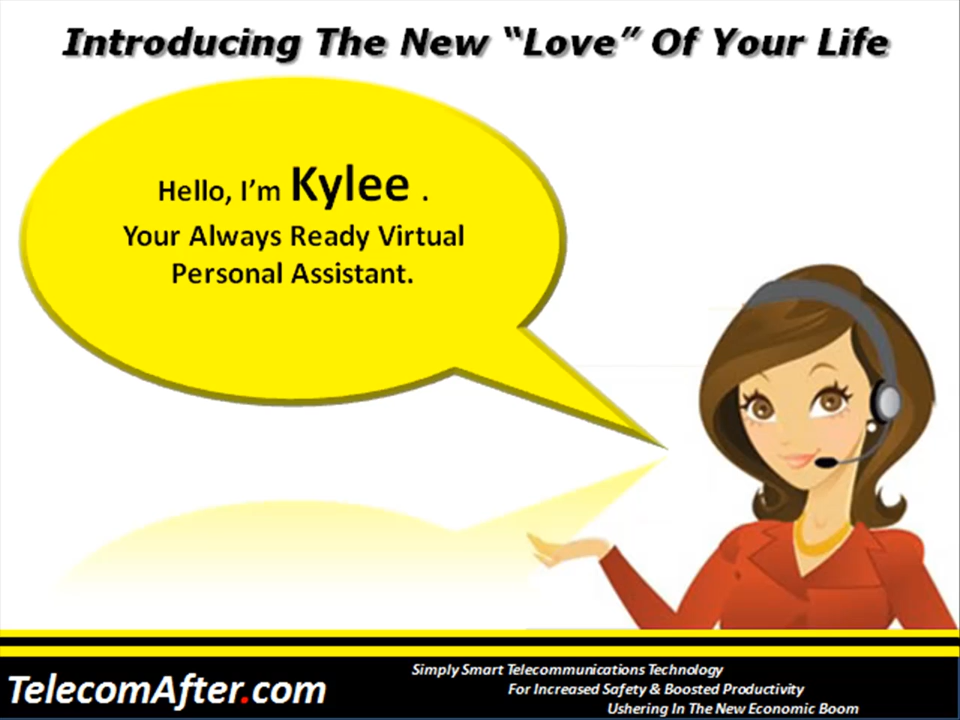 Introducing The New “Love” Of Your Life
Hello, I’m Kylee .
Your Always Ready Virtual
Personal Assistant.
TelecomAfter.com
Simply Smart Telecommunications Technology
For Increased Safety & Boosted Productivity
Ushering In The New Economic Boom